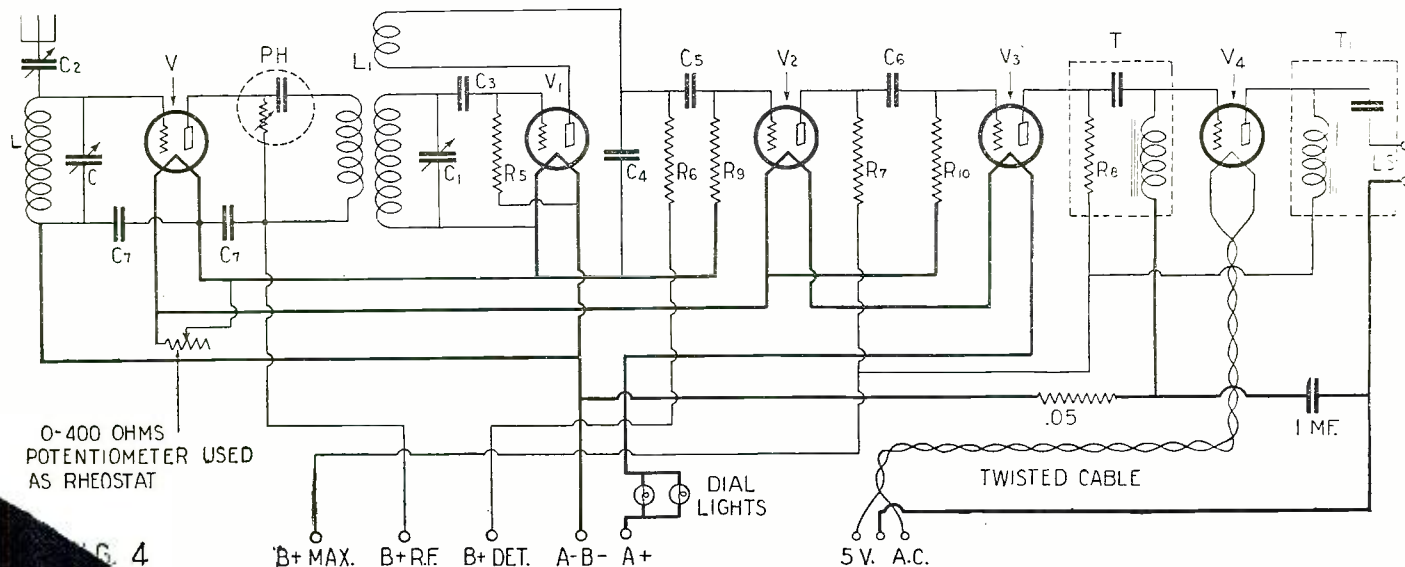 C2
V
PH
L1
C3
V1
C5
V2
C6
V3
T
V4
T1
L
C
C1
R5
C4
R6
R9
R7
R10
R8
LS
C7
C7
.05
1 MF.
0-400 OHMS
POTENTIOMETER USED
AS RHEOSTAT
DIAL
LIGHTS
TWISTED CABLE
G. 4
B+ MAX.
B+ R.F.
B+ DET.
A- B-
A+
5 V. A.C.